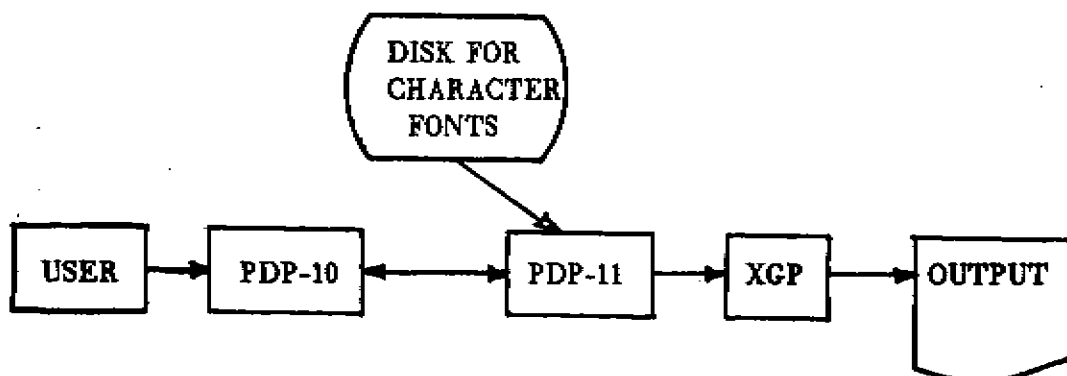 DISK FOR
CHARACTER
FONTS
USER
PDP-10
PDP-11
XGP
OUTPUT